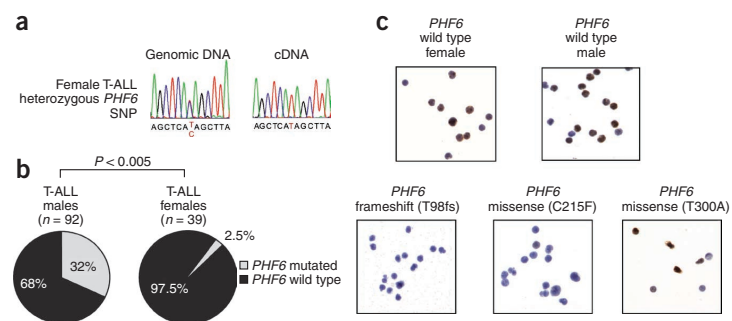 a
Genomic DNA
cDNA
Female T-ALL
heterozygous PHF6
SNP
AGCTCATAGCTTA
C
AGCTCATAGCTTA
b
P < 0.005
T-ALL
males
(n = 92)
T-ALL
females
(n = 39)
68%
32%
97.5%
2.5%
PHF6 mutated
PHF6 wild type
c
PHF6
wild type
female
PHF6
wild type
male
PHF6
frameshift (T98fs)
PHF6
missense (C215F)
PHF6
missense (T300A)